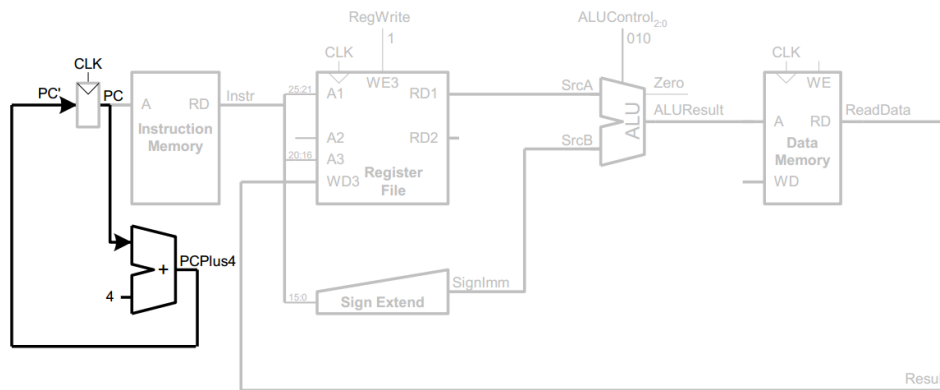 RegWrite
1
ALUControl2:0
010
CLK
CLK
CLK
PC'
PC
A
RD
Instr
Instruction
Memory
25:21
A1
WE3
RD1
A2
RD2
20:16
A3
WD3
Register
File
SrcA
SrcB
ALU
Zero
ALUResult
WE
A
RD
ReadData
Data
Memory
WD
PCPlus4
+
4
15:0
Sign Extend
SignImm
Resul